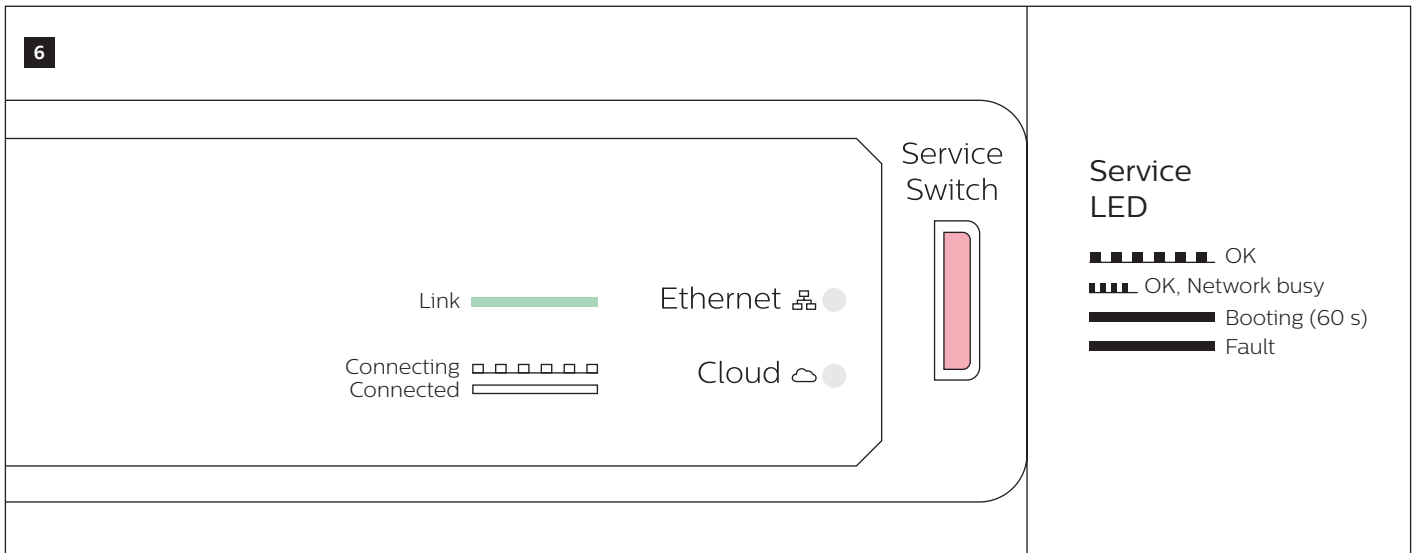 6
Service
Switch
Link
Ethernet
Connecting
Connected
Cloud
Service
LED
OK
OK, Network busy
Booting (60 s)
Fault